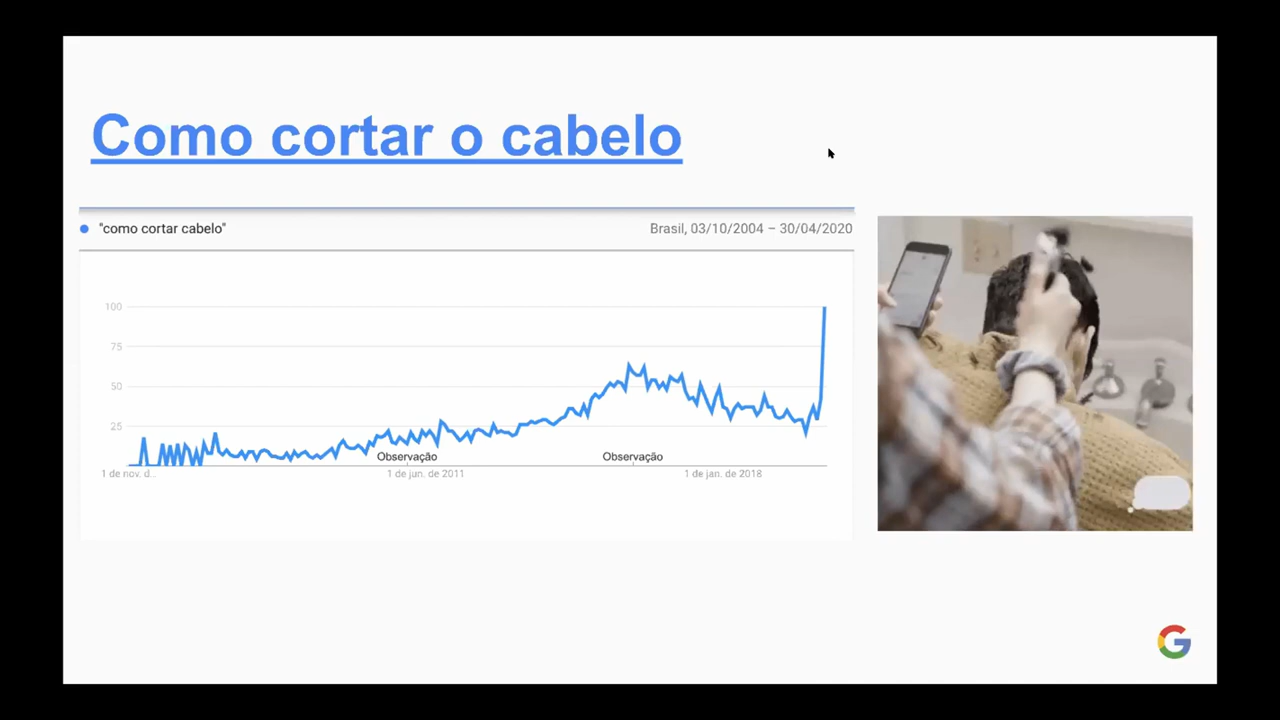 Como cortar o cabelo
"como cortar cabelo"
Brasil, 03/10/2004 – 30/04/2020
100
75
50
25
Observação
Observação
1 de nov. d…
1 de jun. de 2011
1 de jan. de 2018